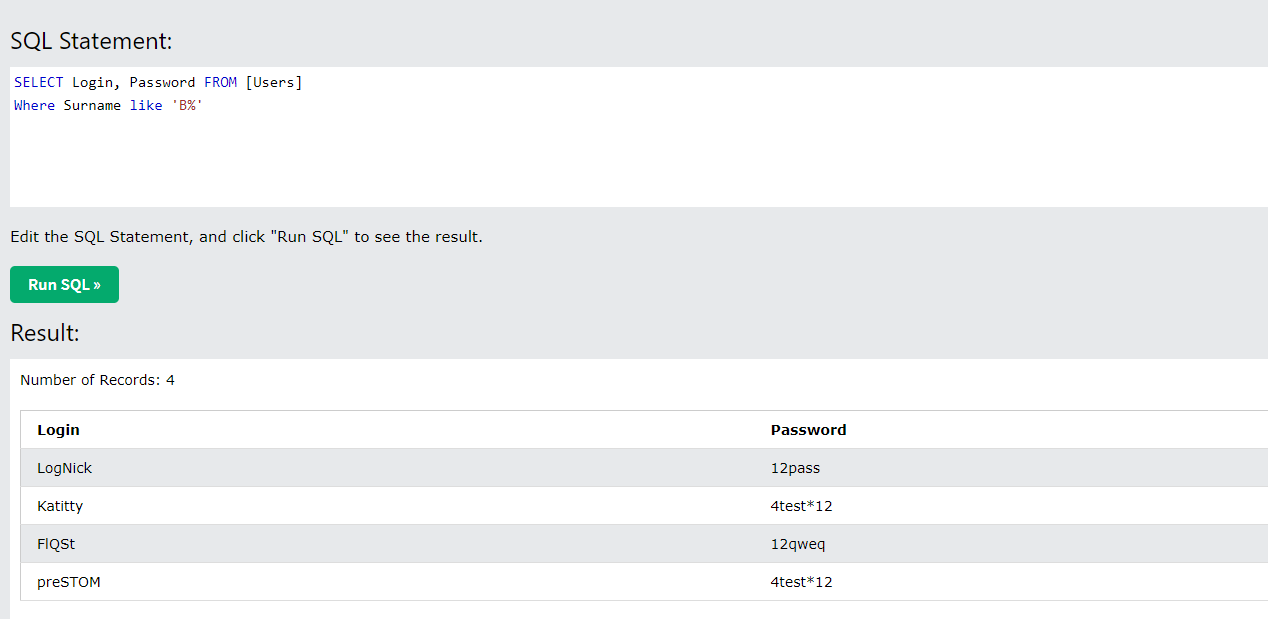 SQL Statement:
SELECT Login, Password FROM [Users]
Where Surname like 'B%'
Edit the SQL Statement, and click "Run SQL" to see the result.
Run SQL »
Result:
Number of Records: 4
Login Password
LogNick 12pass
Katitty 4test*12
FlQSt 12qweq
preSTOM 4test*12